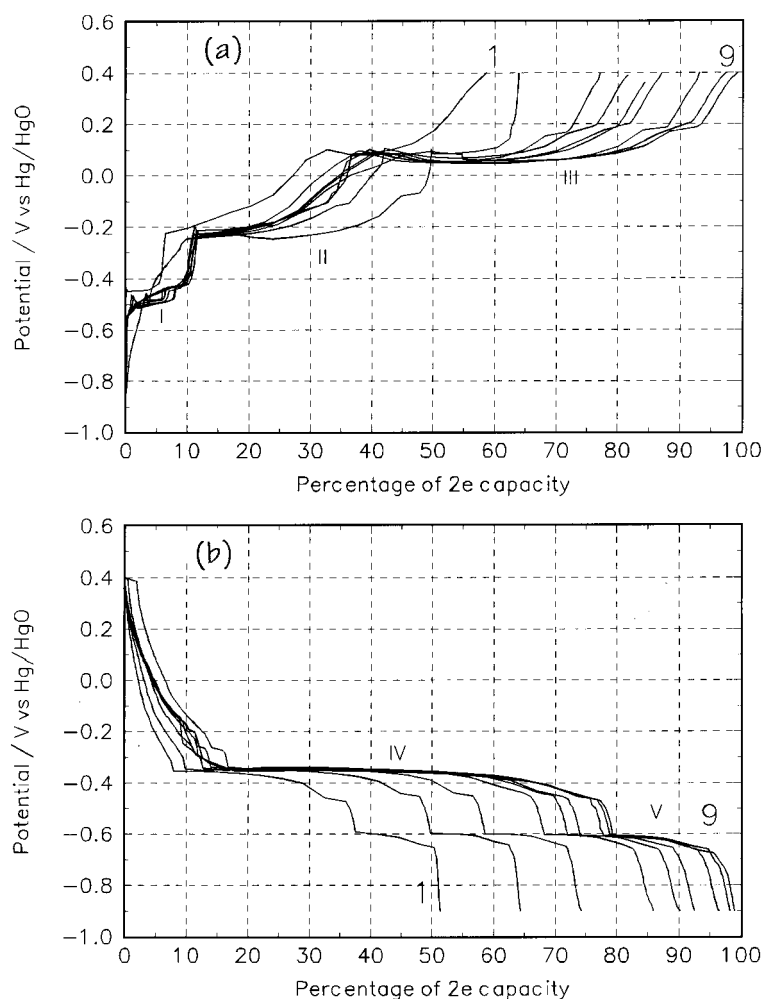 (a)
1
9
I
II
III
0.6
0.4
0.2
0.0
−0.2
−0.4
−0.6
−0.8
−1.0
0 10 20 30 40 50 60 70 80 90 100
Potential / V vs Hg/HgO
Percentage of 2e capacity
(b)
IV
V
9
1
0.6
0.4
0.2
0.0
−0.2
−0.4
−0.6
−0.8
−1.0
0 10 20 30 40 50 60 70 80 90 100
Potential / V vs Hg/HgO
Percentage of 2e capacity